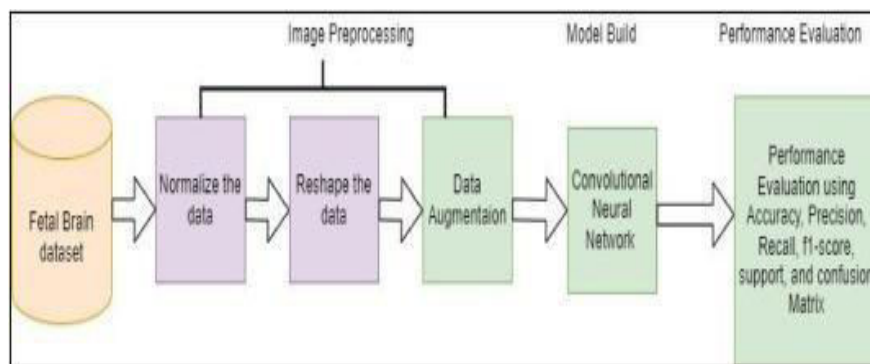 Image Preprocessing
Model Build
Performance Evaluation
Fetal Brain
dataset
Normalize the
data
Reshape the
data
Data
Augmentaion
Convolutional
Neural
Network
Performance
Evaluation using
Accuracy, Precision,
Recall, f1-score,
support, and confusion
Matrix